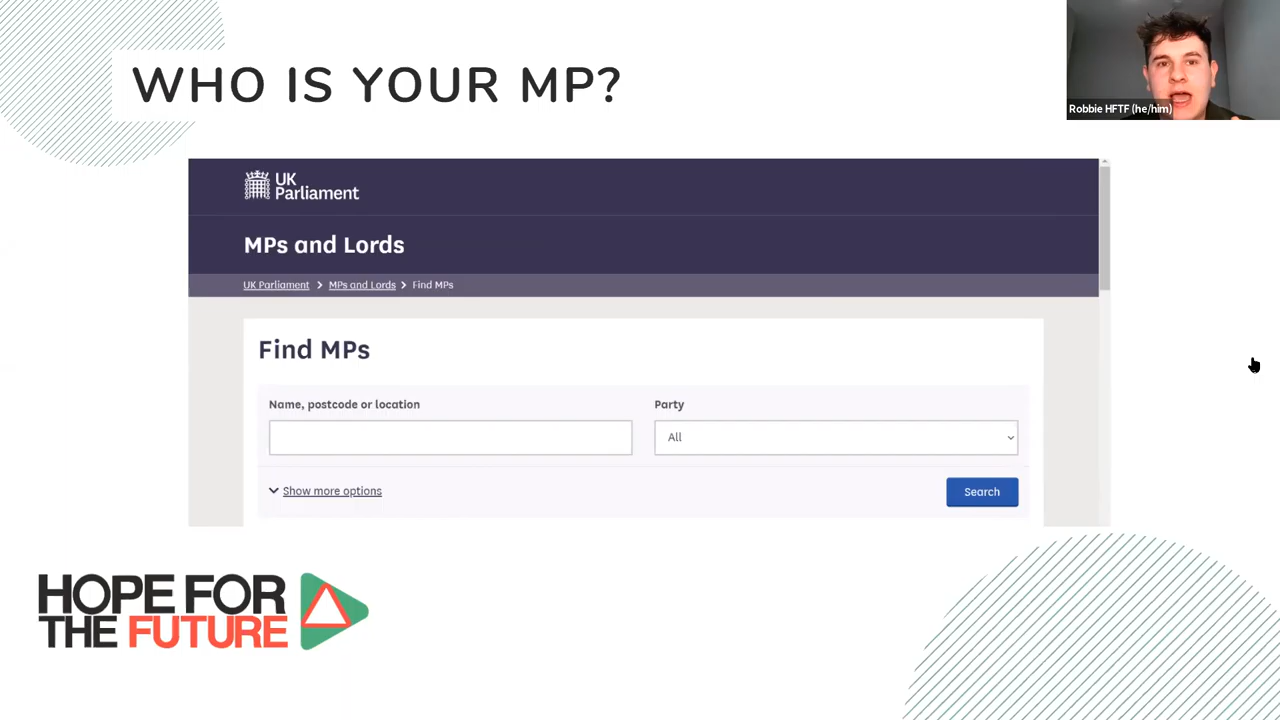 WHO IS YOUR MP?
Robbie HFTF (he/him)
UK
Parliament
MPs and Lords
UK Parliament > MPs and Lords > Find MPs
Find MPs
Name, postcode or location
Party
All
Show more options
Search
HOPE FOR
THE FUTURE